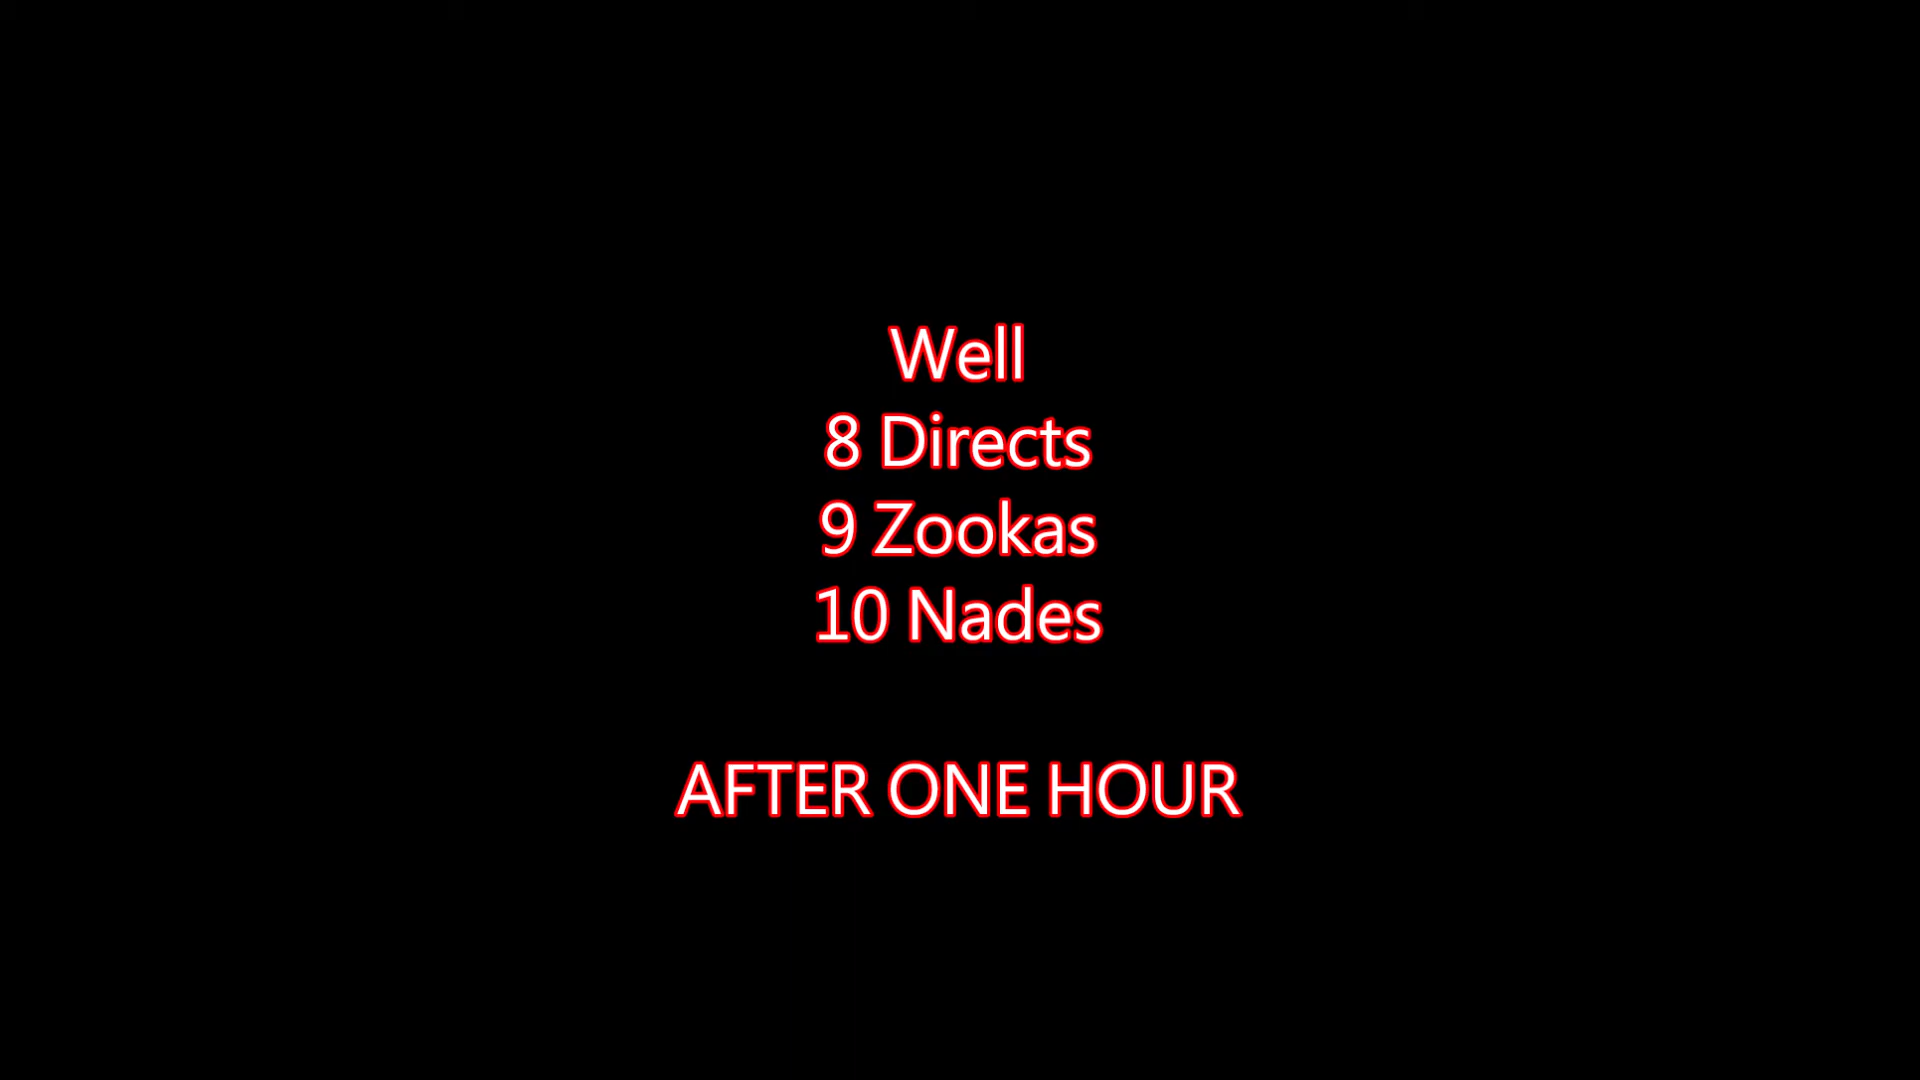 Well
8 Directs
9 Zookas
10 Nades
AFTER ONE HOUR